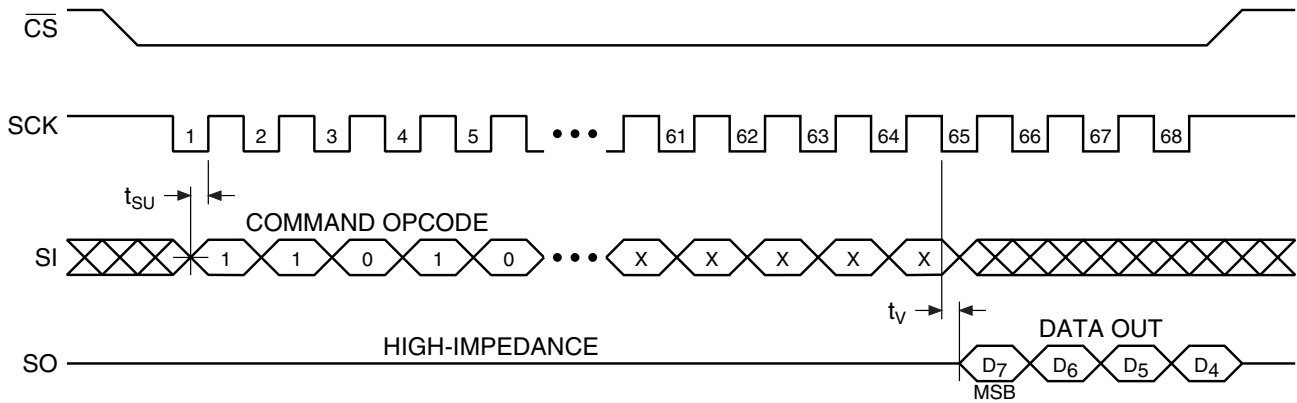 CS
SCK 1 2 3 4 5 ••• 61 62 63 64 65 66 67 68
tSU
COMMAND OPCODE
SI 1 1 0 1 0 ••• X X X X X
tV
DATA OUT
HIGH-IMPEDANCE
SO D7 D6 D5 D4
MSB